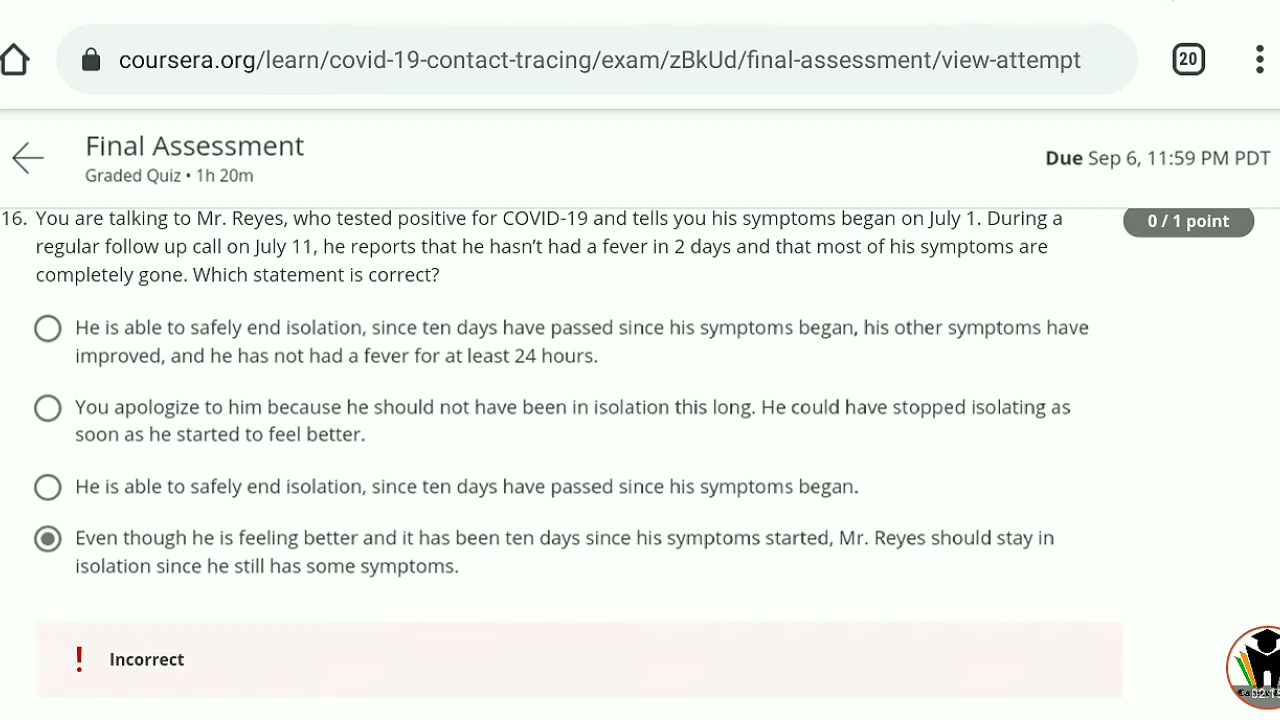 coursera.org/learn/covid-19-contact-tracing/exam/zBkUd/final-assessment/view-attempt
20
Final Assessment
Graded Quiz • 1h 20m
Due Sep 6, 11:59 PM PDT
16. You are talking to Mr. Reyes, who tested positive for COVID-19 and tells you his symptoms began on July 1. During a
regular follow up call on July 11, he reports that he hasn't had a fever in 2 days and that most of his symptoms are
completely gone. Which statement is correct?
0 / 1 point
He is able to safely end isolation, since ten days have passed since his symptoms began, his other symptoms have
improved, and he has not had a fever for at least 24 hours.
You apologize to him because he should not have been in isolation this long. He could have stopped isolating as
soon as he started to feel better.
He is able to safely end isolation, since ten days have passed since his symptoms began.
Even though he is feeling better and it has been ten days since his symptoms started, Mr. Reyes should stay in
isolation since he still has some symptoms.
! Incorrect